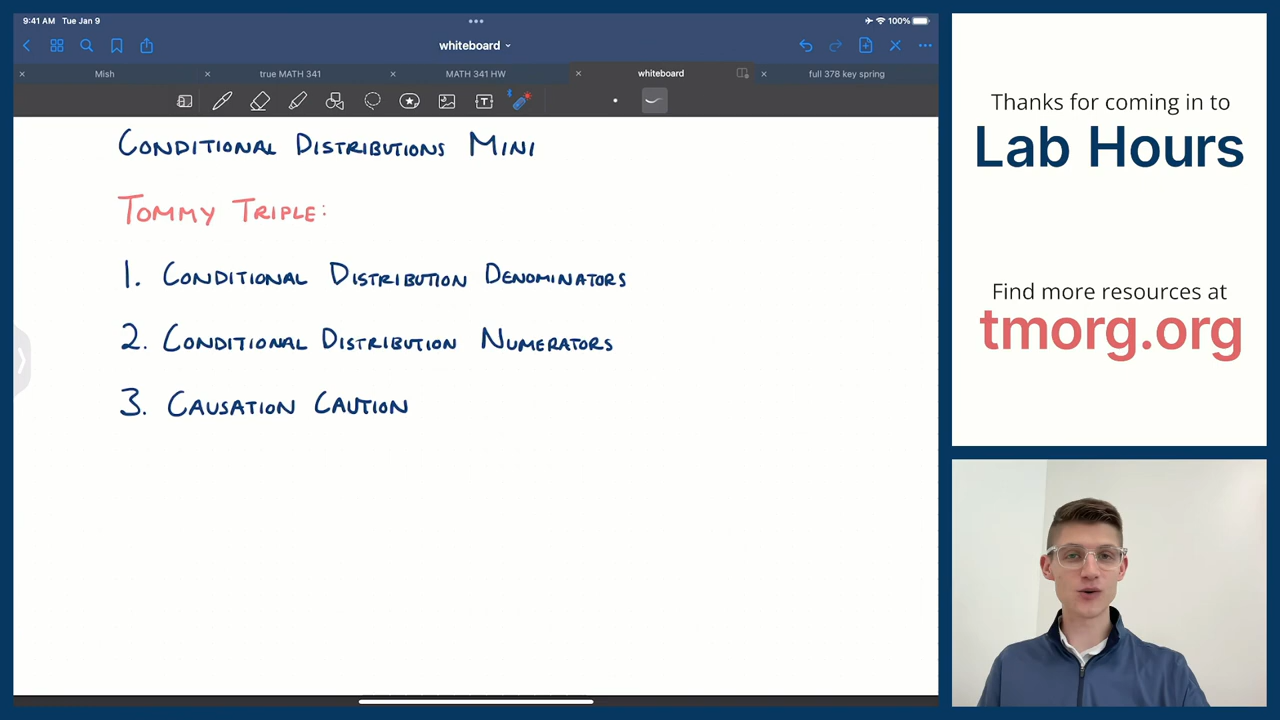 9:41 AM Tue Jan 9
100%
whiteboard
Mish
true MATH 341
MATH 341 HW
whiteboard
full 378 key spring
T
CONDITIONAL DISTRIBUTIONS MINI
TOMMY TRIPLE:
1. CONDITIONAL DISTRIBUTION DENOMINATORS
2. CONDITIONAL DISTRIBUTION NUMERATORS
3. CAUSATION CAUTION
Thanks for coming in to
Lab Hours
Find more resources at
tmorg.org